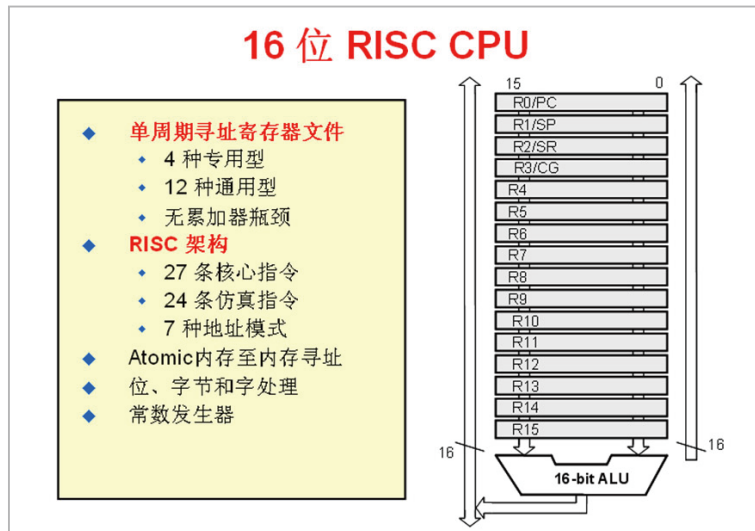 16 位 RISC CPU
单周期寻址寄存器文件
4 种专用型
12 种通用型
无累加器瓶颈
RISC 架构
27 条核心指令
24 条仿真指令
7 种地址模式
Atomic内存至内存寻址
位、字节和字处理
常数发生器
15 0
R0/PC
R1/SP
R2/SR
R3/CG
R4
R5
R6
R7
R8
R9
R10
R11
R12
R13
R14
R15
16 16
16-bit ALU